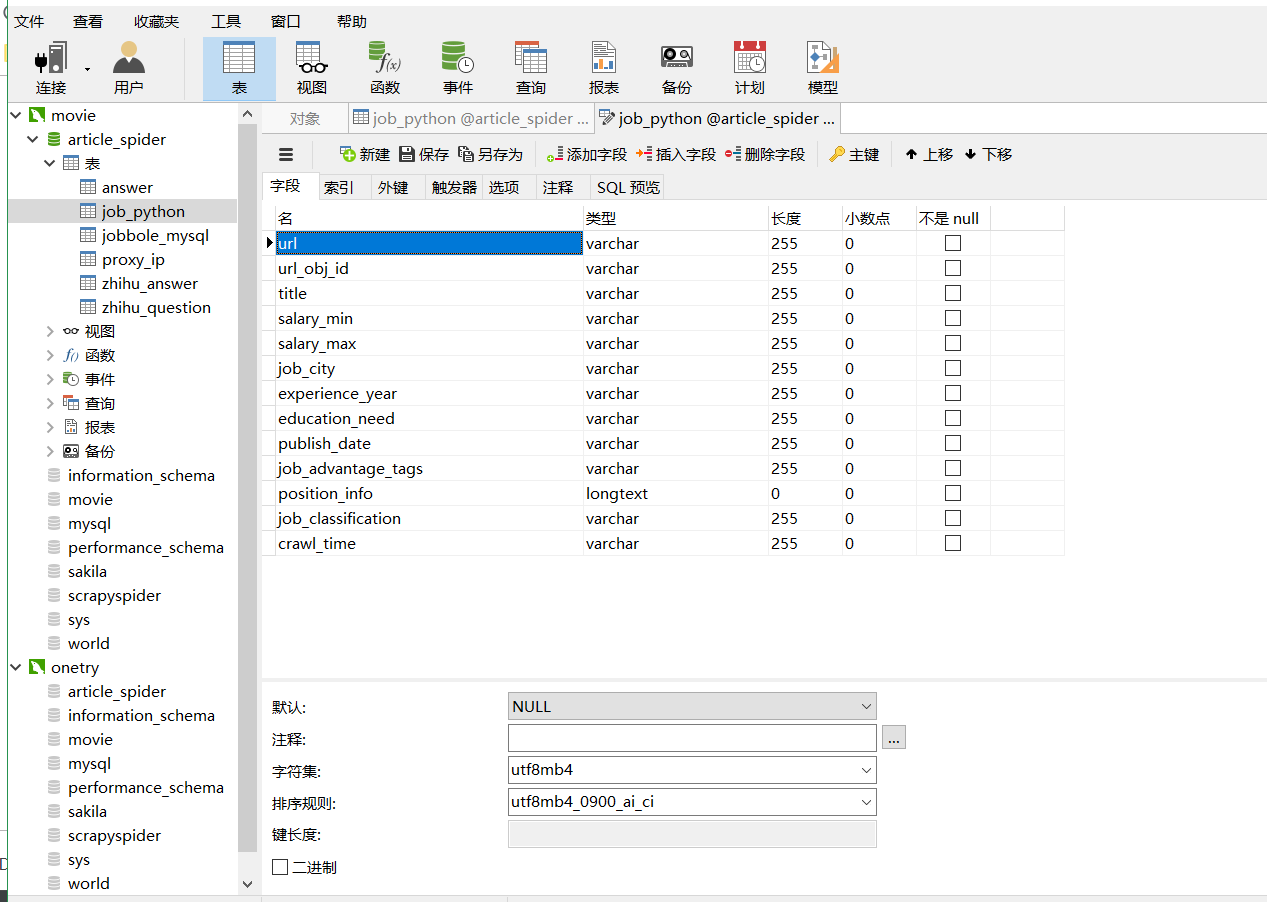 文件 查看 收藏夹 工具 窗口 帮助
连接 用户 表 视图 函数 事件 查询 报表 备份 计划 模型
movie
article_spider
表
answer
job_python
jobbole_mysql
proxy_ip
zhihu_answer
zhihu_question
视图
函数
事件
查询
报表
备份
information_schema
movie
mysql
performance_schema
sakila
scrapyspider
sys
world
onetry
article_spider
information_schema
movie
mysql
performance_schema
sakila
scrapyspider
sys
world
对象 job_python @article_spider ... job_python @article_spider ...
新建 保存 另存为 添加字段 插入字段 删除字段 主键 上移 下移
字段 索引 外键 触发器 选项 注释 SQL 预览
名 类型 长度 小数点 不是 null
url varchar 255 0
url_obj_id varchar 255 0
title varchar 255 0
salary_min varchar 255 0
salary_max varchar 255 0
job_city varchar 255 0
experience_year varchar 255 0
education_need varchar 255 0
publish_date varchar 255 0
job_advantage_tags varchar 255 0
position_info longtext 0 0
job_classification varchar 255 0
crawl_time varchar 255 0
默认: NULL
注释: ...
字符集: utf8mb4
排序规则: utf8mb4_0900_ai_ci
键长度:
二进制